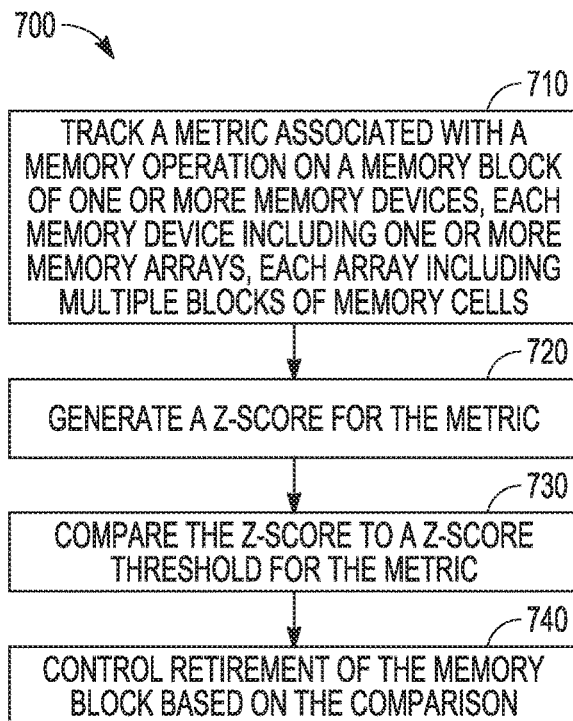 700
710
TRACK A METRIC ASSOCIATED WITH A
MEMORY OPERATION ON A MEMORY BLOCK
OF ONE OR MORE MEMORY DEVICES, EACH
MEMORY DEVICE INCLUDING ONE OR MORE
MEMORY ARRAYS, EACH ARRAY INCLUDING
MULTIPLE BLOCKS OF MEMORY CELLS
720
GENERATE A Z-SCORE FOR THE METRIC
730
COMPARE THE Z-SCORE TO A Z-SCORE
THRESHOLD FOR THE METRIC
740
CONTROL RETIREMENT OF THE MEMORY
BLOCK BASED ON THE COMPARISON